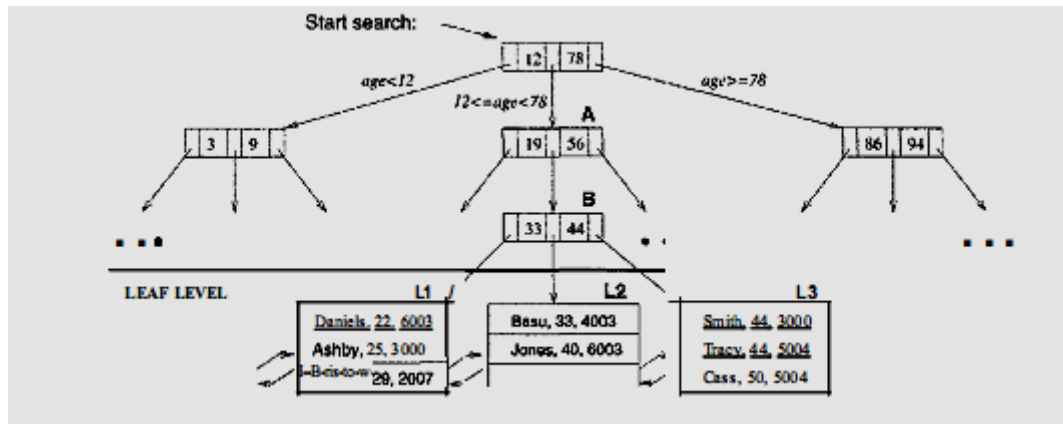 Start search:
12 78
age<12
12<=age<78
age>=78
A
3 9
19 56
86 94
B
33 44
LEAF LEVEL
L1
L2
L3
Daniels, 22, 6003
Ashby, 25, 3000
29, 2007
Basu, 33, 4003
Jones, 40, 6003
Smith, 44, 3000
Tracy, 44, 5004
Cass, 50, 5004